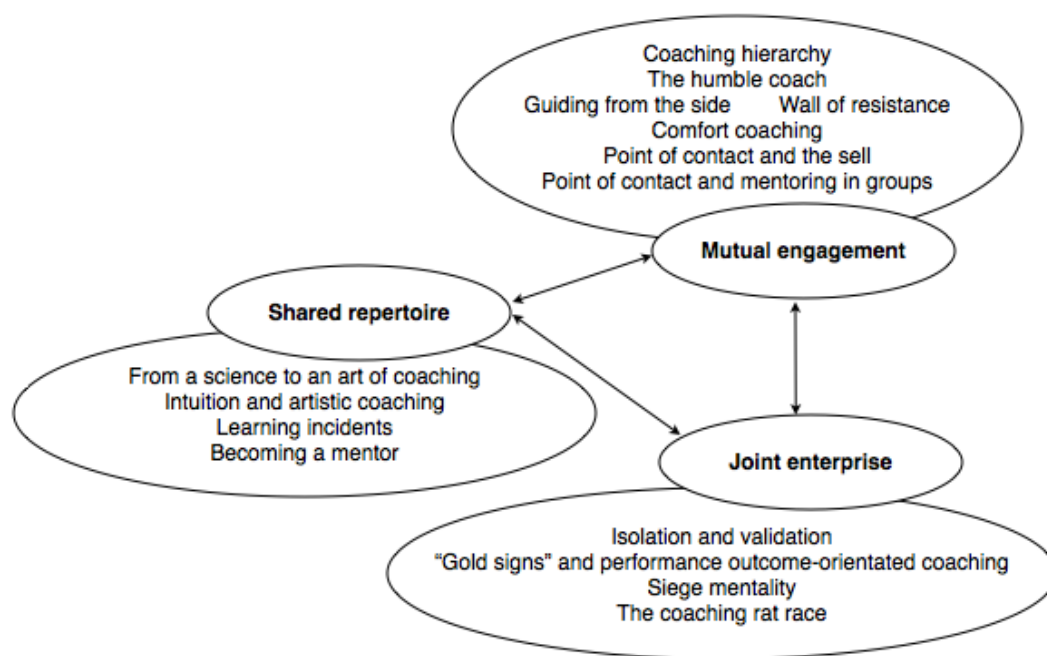 Coaching hierarchy
The humble coach
Guiding from the side Wall of resistance
Comfort coaching
Point of contact and the sell
Point of contact and mentoring in groups
Mutual engagement
Shared repertoire
From a science to an art of coaching
Intuition and artistic coaching
Learning incidents
Becoming a mentor
Joint enterprise
Isolation and validation
“Gold signs” and performance outcome-orientated coaching
Siege mentality
The coaching rat race